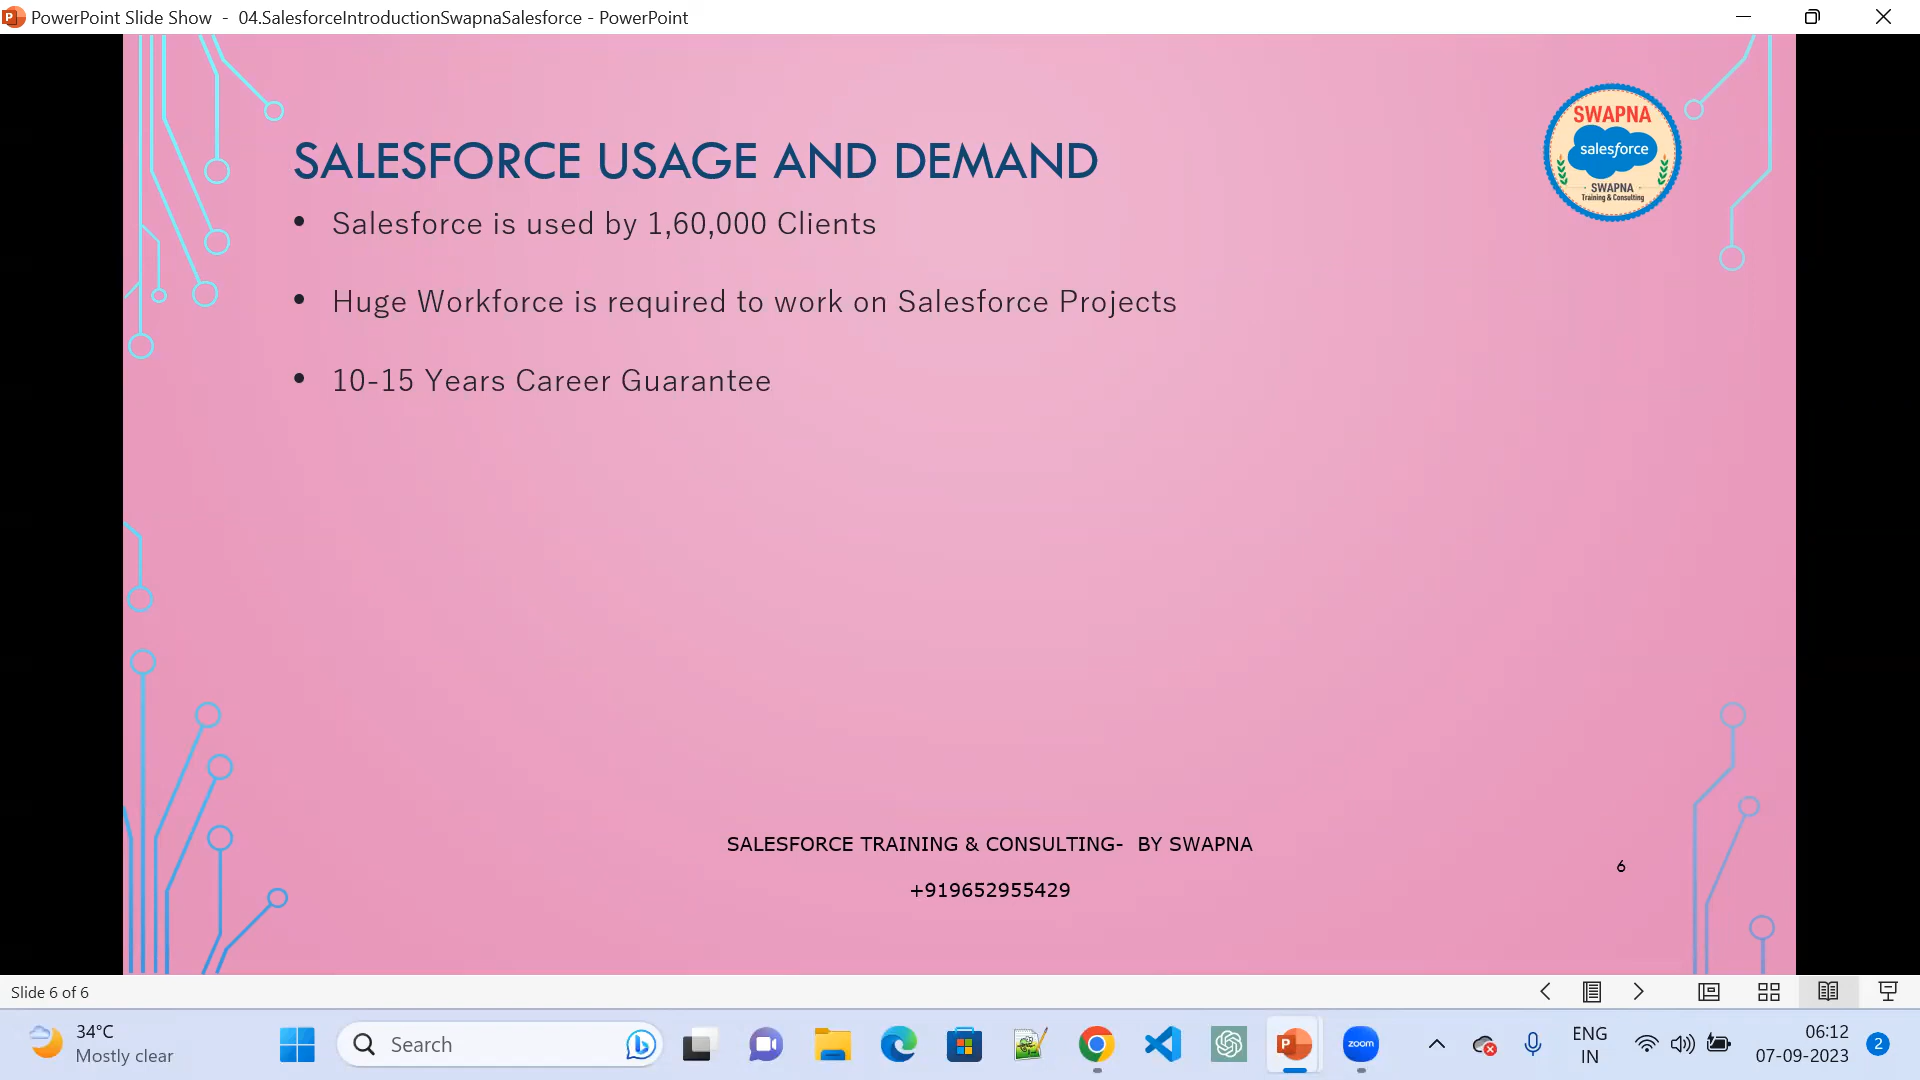 PowerPoint Slide Show - 04.SalesforceIntroductionSwapnaSalesforce - PowerPoint
SWAPNA
salesforce
· SWAPNA ·
Training & Consulting
SALESFORCE USAGE AND DEMAND
• Salesforce is used by 1,60,000 Clients
• Huge Workforce is required to work on Salesforce Projects
• 10-15 Years Career Guarantee
SALESFORCE TRAINING & CONSULTING- BY SWAPNA
+919652955429
6
Slide 6 of 6
34°C
Mostly clear
Search
zoom
ENG
IN
06:12
07-09-2023
2